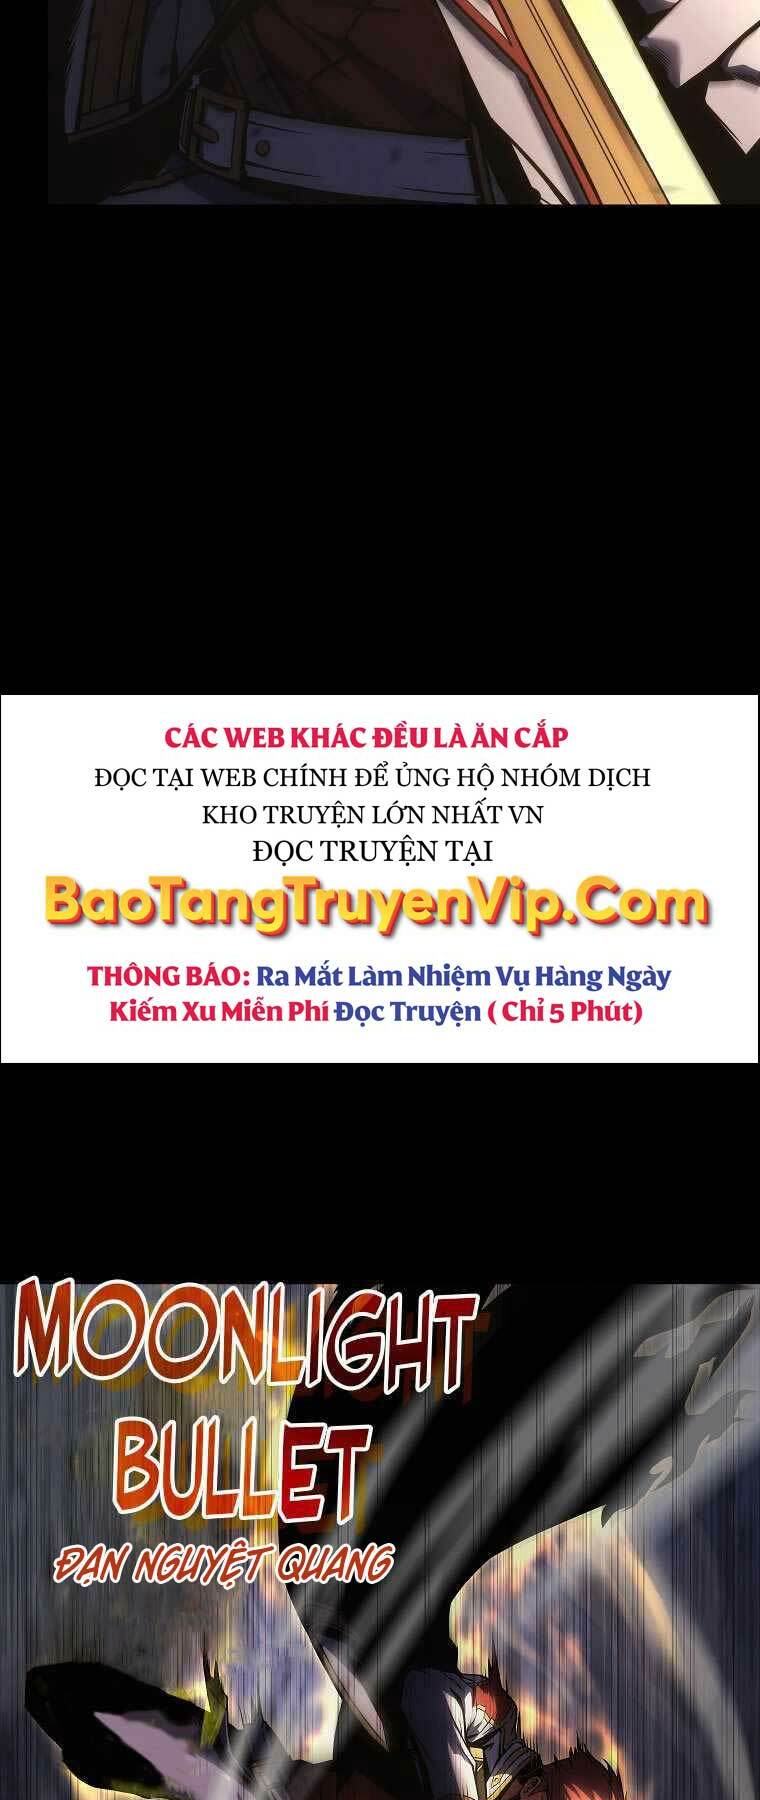 CÁC WEB KHÁC ĐỀU LÀ ĂN CẮP
ĐỌC TẠI WEB CHÍNH ĐỂ ỦNG HỘ NHÓM DỊCH
KHO TRUYỆN LỚN NHẤT VN
ĐỌC TRUYỆN TẠI
BaoTangTruyenVip.Com
THÔNG BÁO: Ra Mắt Làm Nhiệm Vụ Hàng Ngày
Kiếm Xu Miễn Phí Đọc Truyện ( Chỉ 5 Phút)
MOONLIGHT
BULLET
ĐẠN NGUYỆT QUANG